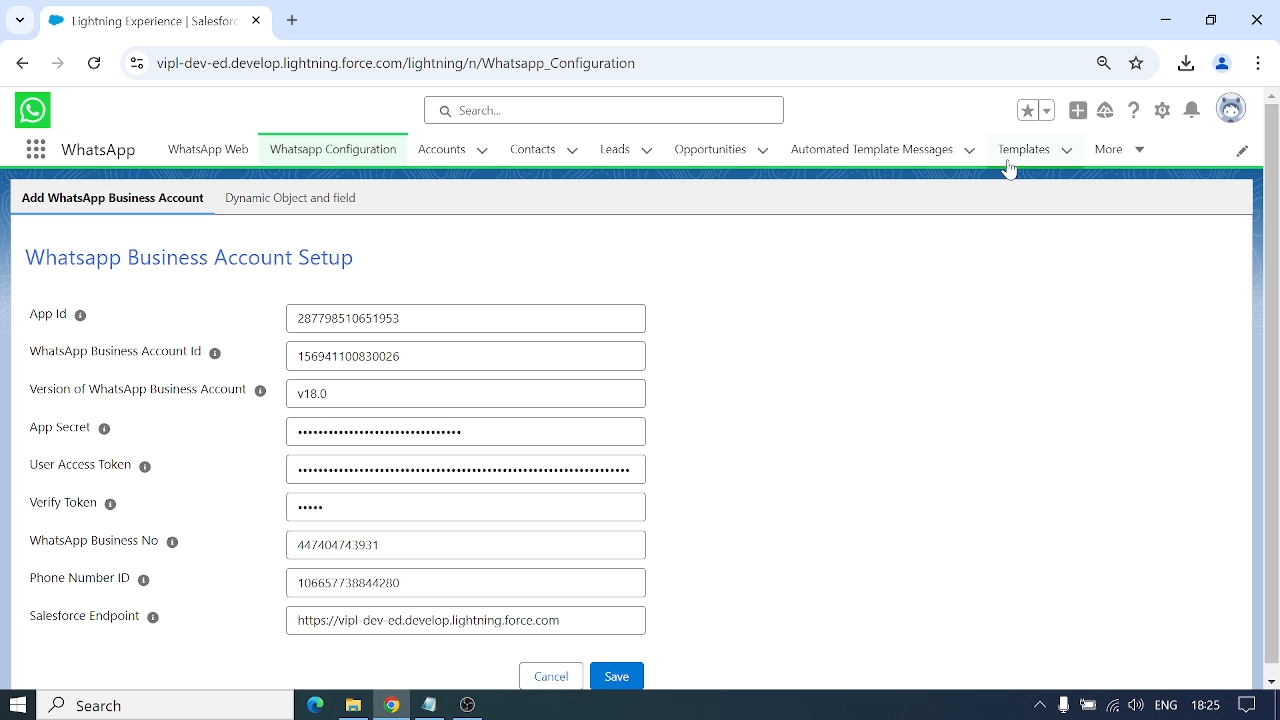 Lightning Experience | Salesforc
vipl-dev-ed.develop.lightning.force.com/lightning/n/Whatsapp_Configuration
Search...
WhatsApp
WhatsApp Web
Whatsapp Configuration
Accounts
Contacts
Leads
Opportunities
Automated Template Messages
Templates
More
Add WhatsApp Business Account
Dynamic Object and field
Whatsapp Business Account Setup
App Id
287798510651953
WhatsApp Business Account Id
156941100830026
Version of WhatsApp Business Account
v18.0
App Secret
••••••••••••••••••••••••••••••••
User Access Token
Verify Token
•••••
WhatsApp Business No
447404743931
Phone Number ID
106657738844280
Salesforce Endpoint
https://vipl-dev-ed.develop.lightning.force.com
Cancel
Save
Search
ENG
18:25